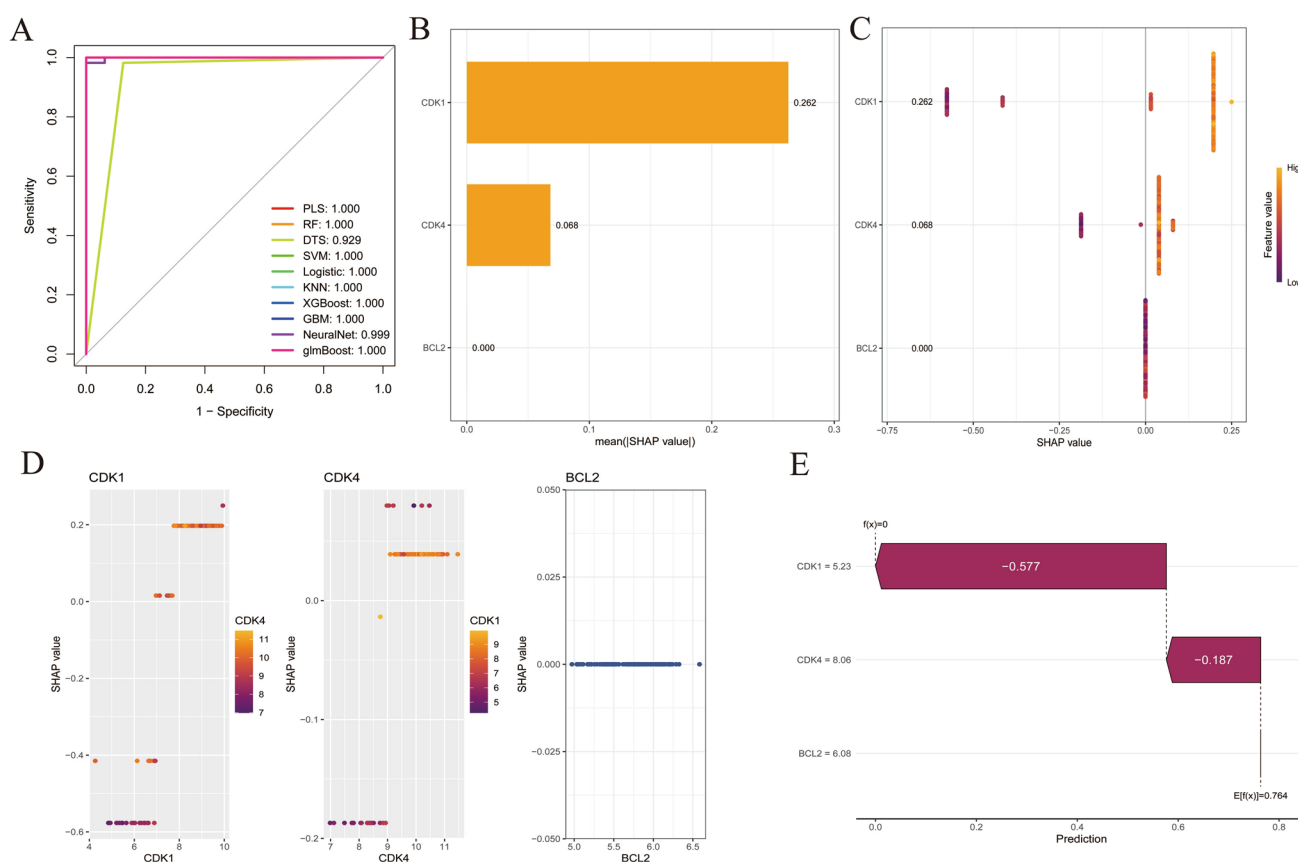 A
1.0
0.8
0.6
0.4
0.2
0.0
Sensitivity
0.0 0.2 0.4 0.6 0.8 1.0
1 − Specificity
PLS: 1.000
RF: 1.000
DTS: 0.929
SVM: 1.000
Logistic: 1.000
KNN: 1.000
XGBoost: 1.000
GBM: 1.000
NeuralNet: 0.999
glmBoost: 1.000
B
CDK1
0.262
CDK4
0.068
BCL2
0.000
0.0 0.1 0.2 0.3
mean(|SHAP value|)
C
CDK1
0.262
CDK4
0.068
BCL2
0.000
−0.75 −0.50 −0.25 0.00
SHAP value
High
Feature value
Low
D
CDK1
0.2
0.0
−0.2
−0.4
−0.6
SHAP value
4 6 8 10
CDK1
CDK4
11
10
9
8
7
CDK4
0.0
−0.1
−0.2
SHAP value
7 8 9 10 11
CDK4
CDK1
9
8
7
6
5
BCL2
0.050
0.025
0.000
−0.025
−0.050
SHAP value
5.0 5.5 6.0 6.5
BCL2
E
f(x)=0
CDK1 = 5.23
−0.577
CDK4 = 8.06
−0.187
BCL2 = 6.08
E[f(x)]=0.764
0.0 0.2 0.4 0.6 0.8
Prediction